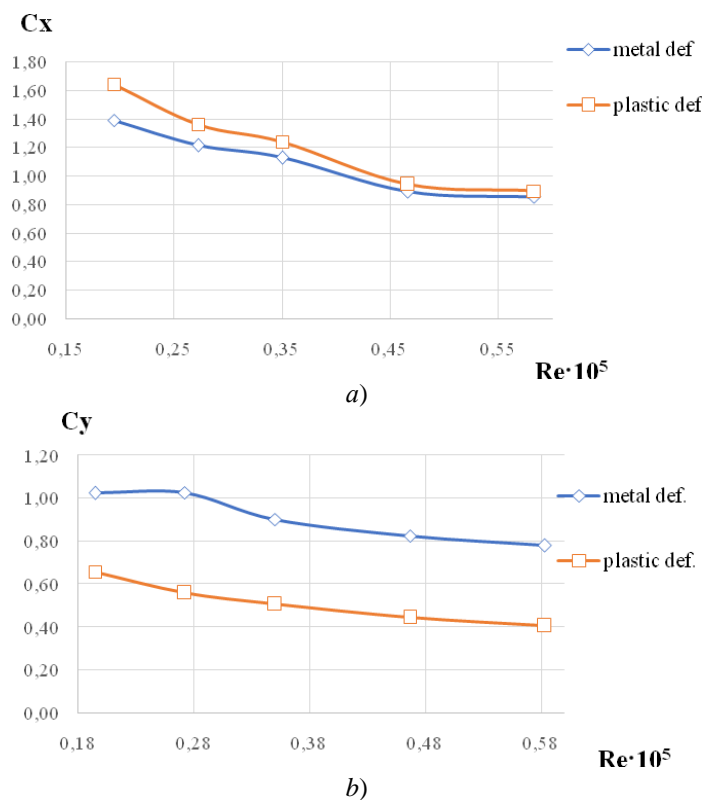 Cx
1,80
1,60
1,40
1,20
1,00
0,80
0,60
0,40
0,20
0,00
0,15 0,25 0,35 0,45 0,55
Re·10⁵
metal def
plastic def
a)
Cy
1,20
1,00
0,80
0,60
0,40
0,20
0,00
0,18 0,28 0,38 0,48 0,58
Re·10⁵
metal def.
plastic def.
b)